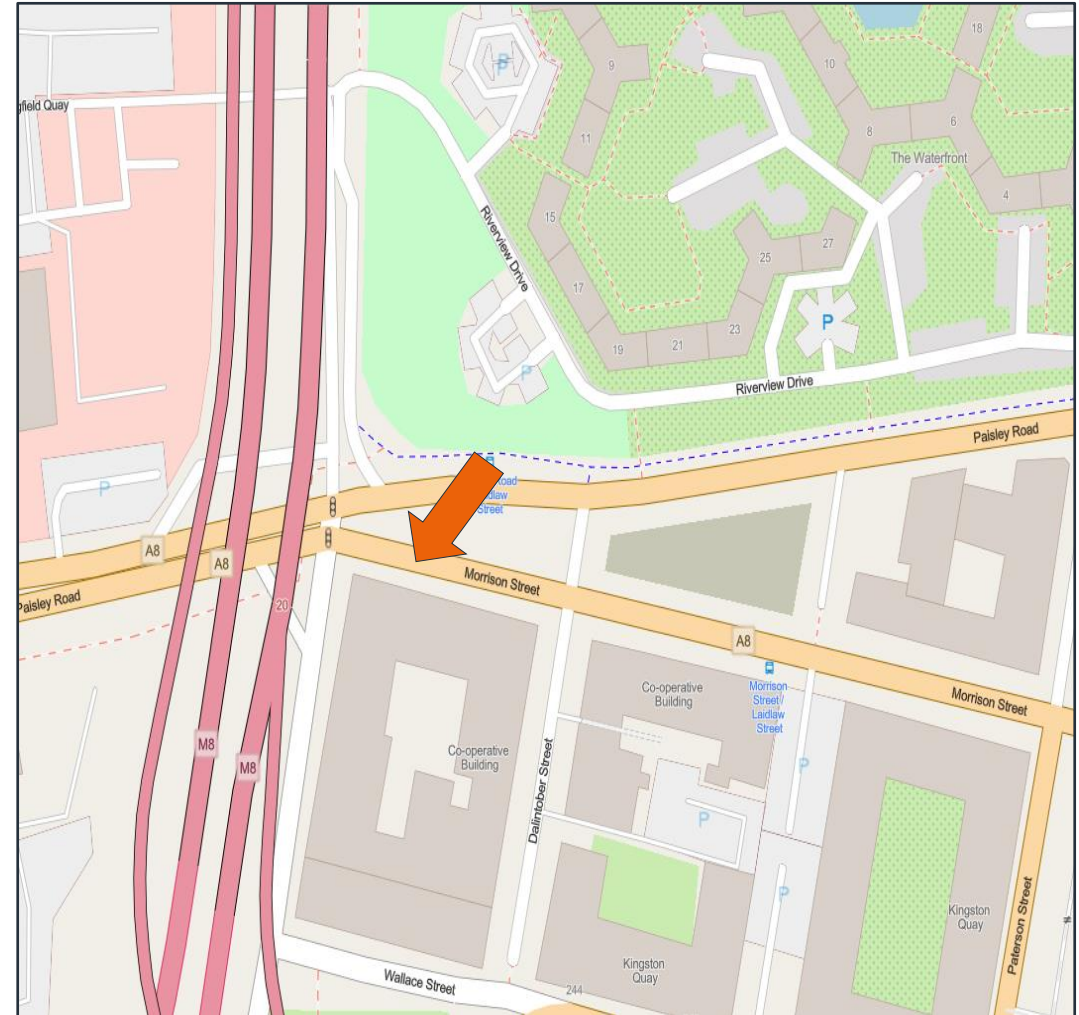 18
P
9
10
gfield Quay
11
8
6
The Waterfront
4
15
Riverview Drive
27
25
17
P
23
19
21
P
Riverview Drive
Paisley Road
P
oad
dlaw
Street
A8
A8
Morrison Street
Paisley Road
20
A8
Co-operative
Building
Morrison
Street /
Laidlaw
Street
Morrison Street
M8
M8
Co-operative
Building
Dalintober Street
P
P
P
Kingston
Quay
Paterson Street
Kingston
Quay
Wallace Street
244